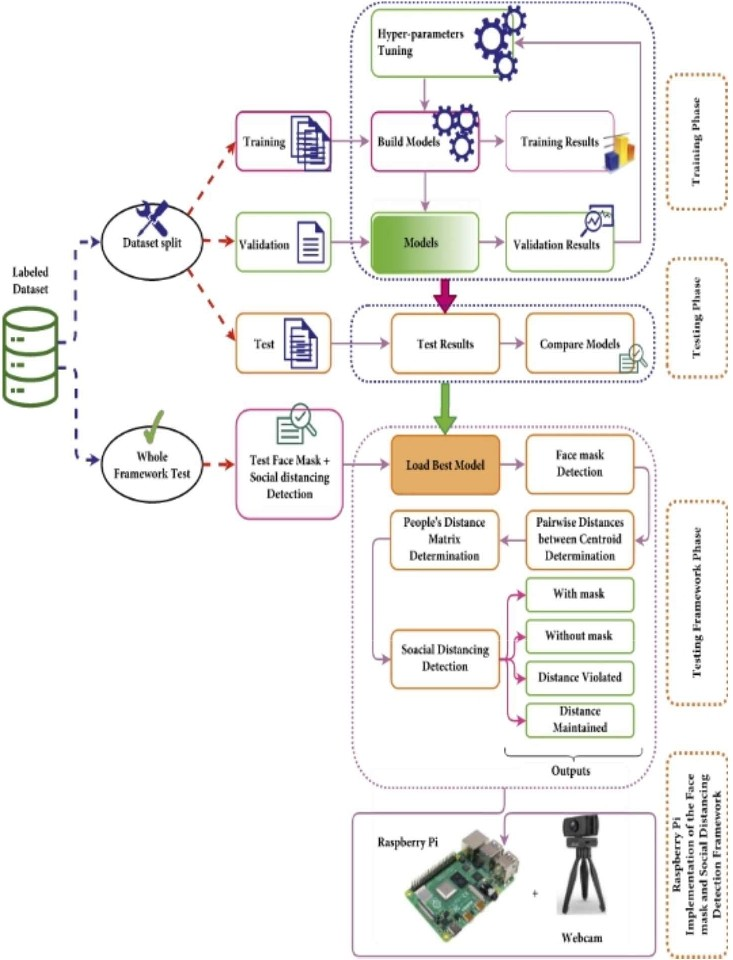 Hyper-parameters
Tuning
Training
Build Models
Training Results
Training Phase
Dataset split
Validation
Models
Validation Results
Labeled
Dataset
Test
Test Results
Compare Models
Testing Phase
Whole
Framework Test
Test Face Mask +
Social distancing
Detection
Load Best Model
Face mask
Detection
People's Distance
Matrix
Determination
Pairwise Distances
between Centroid
Determination
With mask
Without mask
Soacial Distancing
Detection
Distance Violated
Distance
Maintained
Outputs
Testing Framework Phase
Raspberry Pi
+
Webcam
Raspberry Pi
Implementation of the Face
mask and Social Distancing
Detection Framework